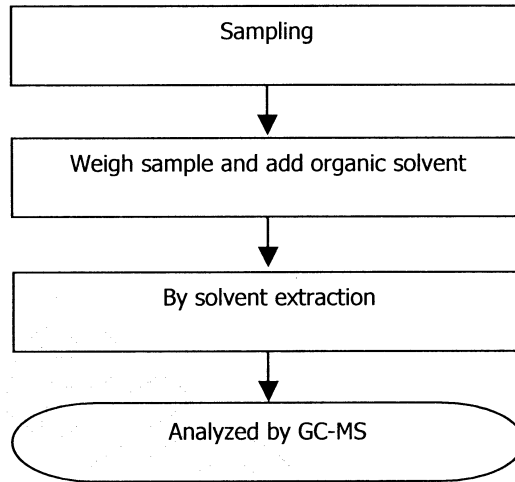 Sampling
Weigh sample and add organic solvent
By solvent extraction
Analyzed by GC-MS